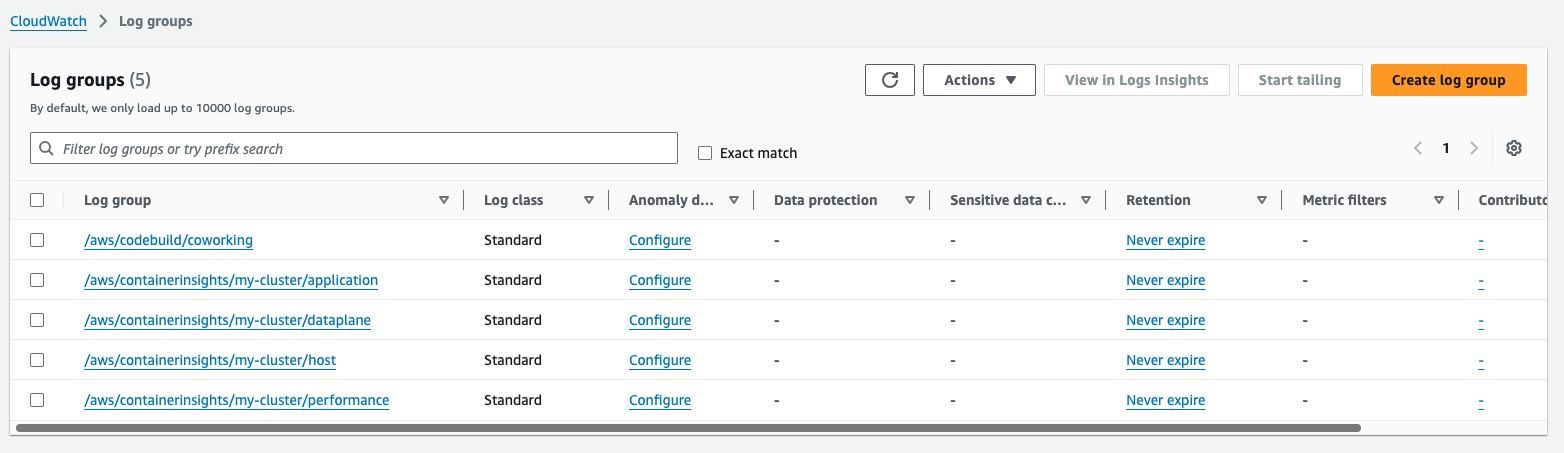 CloudWatch > Log groups
Log groups (5)
Actions ▼ View in Logs Insights Start tailing Create log group
By default, we only load up to 10000 log groups.
Filter log groups or try prefix search Exact match 1
Log group Log class Anomaly d... Data protection Sensitive data c... Retention Metric filters Contributo
/aws/codebuild/coworking Standard Configure - - Never expire - -
/aws/containerinsights/my-cluster/application Standard Configure - - Never expire - -
/aws/containerinsights/my-cluster/dataplane Standard Configure - - Never expire - -
/aws/containerinsights/my-cluster/host Standard Configure - - Never expire - -
/aws/containerinsights/my-cluster/performance Standard Configure - - Never expire - -